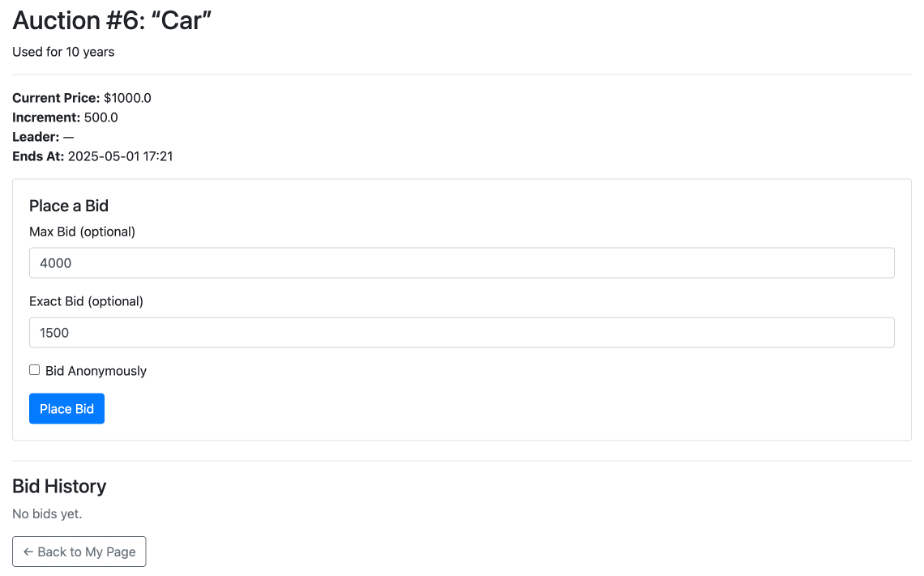 Auction #6: “Car”
Used for 10 years
Current Price: $1000.0
Increment: 500.0
Leader: —
Ends At: 2025-05-01 17:21
Place a Bid
Max Bid (optional)
4000
Exact Bid (optional)
1500
Bid Anonymously
Place Bid
Bid History
No bids yet.
← Back to My Page